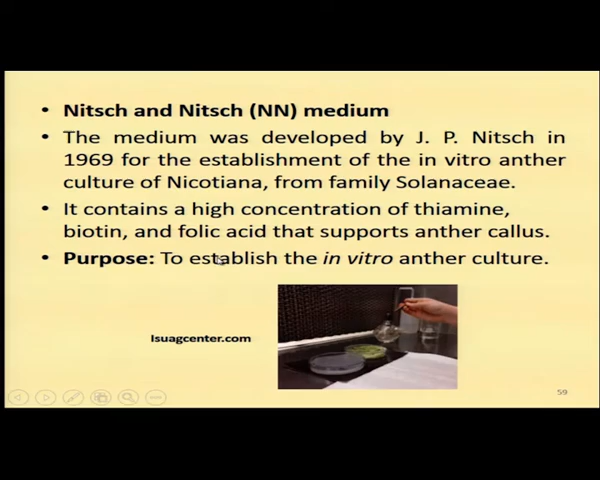 • Nitsch and Nitsch (NN) medium
• The medium was developed by J. P. Nitsch in
1969 for the establishment of the in vitro anther
culture of Nicotiana, from family Solanaceae.
• It contains a high concentration of thiamine,
biotin, and folic acid that supports anther callus.
• Purpose: To establish the in vitro anther culture.
lsuagcenter.com
59